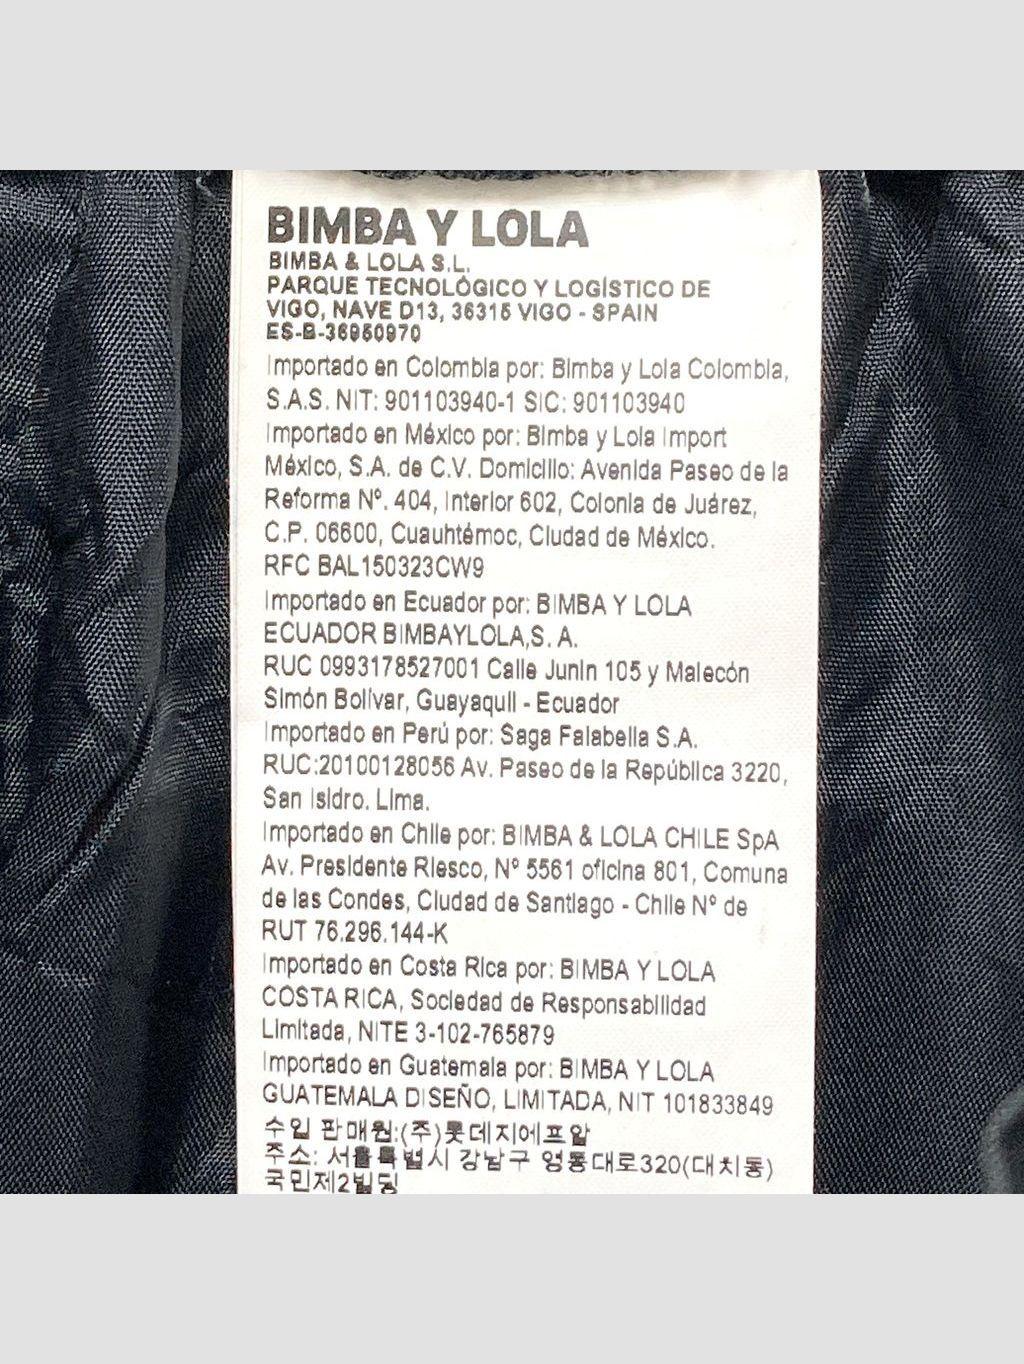 BIMBA Y LOLA
BIMBA & LOLA S.L.
PARQUE TECNOLÓGICO Y LOGÍSTICO DE
VIGO, NAVE D13, 36315 VIGO - SPAIN
ES-B-36950970
Importado en Colombia por: Bimba y Lola Colombia,
S.A.S. NIT: 901103940-1 SIC: 901103940
Importado en México por: Bimba y Lola Import
México, S.A. de C.V. Domicilio: Avenida Paseo de la
Reforma Nº. 404, Interior 602, Colonia de Juárez,
C.P. 06600, Cuauhtémoc, Ciudad de México.
RFC BAL150323CW9
Importado en Ecuador por: BIMBA Y LOLA
ECUADOR BIMBAYLOLA,S. A.
RUC 0993178527001 Calle Junin 105 y Malecón
Simón Bolívar, Guayaquil - Ecuador
Importado en Perú por: Saga Falabella S.A.
RUC:20100128056 Av. Paseo de la República 3220,
San Isidro. Lima.
Importado en Chile por: BIMBA & LOLA CHILE SpA
Av. Presidente Riesco, Nº 5561 oficina 801, Comuna
de las Condes, Ciudad de Santiago - Chile Nº de
RUT 76.296.144-K
Importado en Costa Rica por: BIMBA Y LOLA
COSTA RICA, Sociedad de Responsabilidad
Limitada, NITE 3-102-765879
Importado en Guatemala por: BIMBA Y LOLA
GUATEMALA DISEÑO, LIMITADA, NIT 101833849
수입 판매원:(주)롯데지에프알
주소: 서울특별시 강남구 영동대로320(대치동)
국민제2빌딩